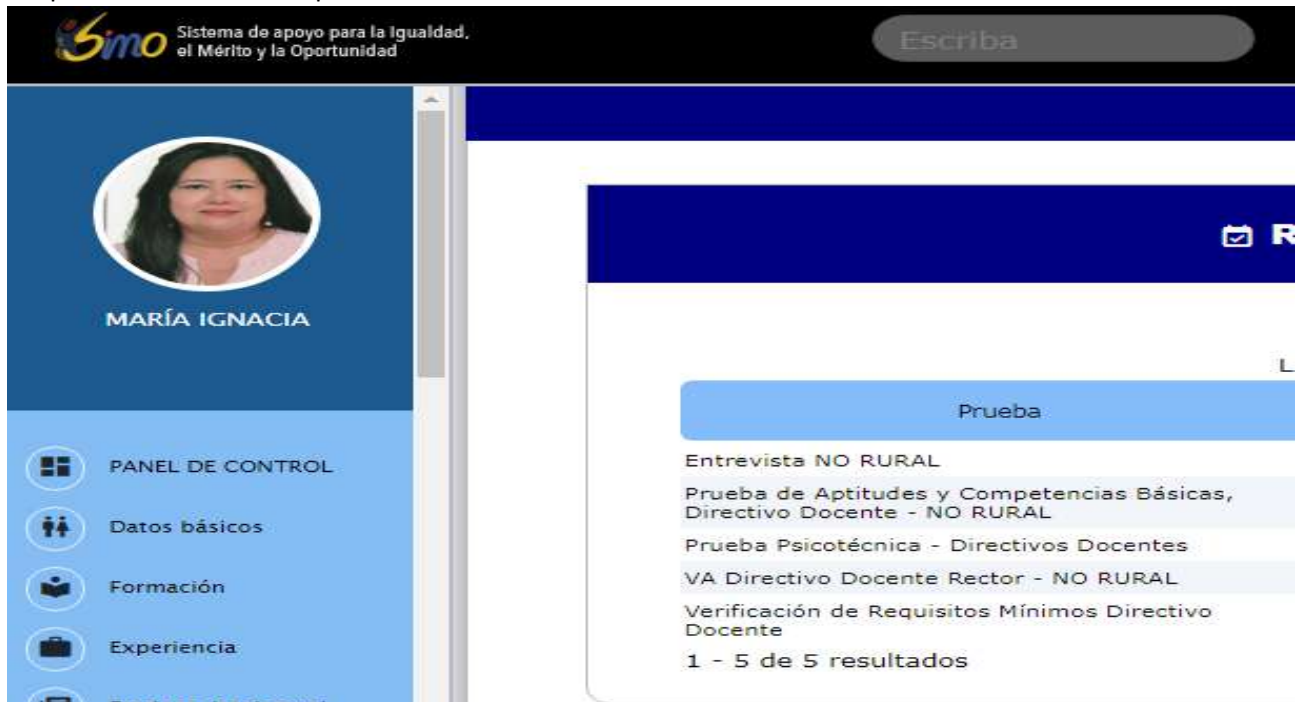 Simo Sistema de apoyo para la Igualdad,
el Mérito y la Oportunidad
Escriba
MARÍA IGNACIA
PANEL DE CONTROL
Datos básicos
Formación
Experiencia
R
L
Prueba
Entrevista NO RURAL
Prueba de Aptitudes y Competencias Básicas,
Directivo Docente - NO RURAL
Prueba Psicotécnica - Directivos Docentes
VA Directivo Docente Rector - NO RURAL
Verificación de Requisitos Mínimos Directivo
Docente
1 - 5 de 5 resultados